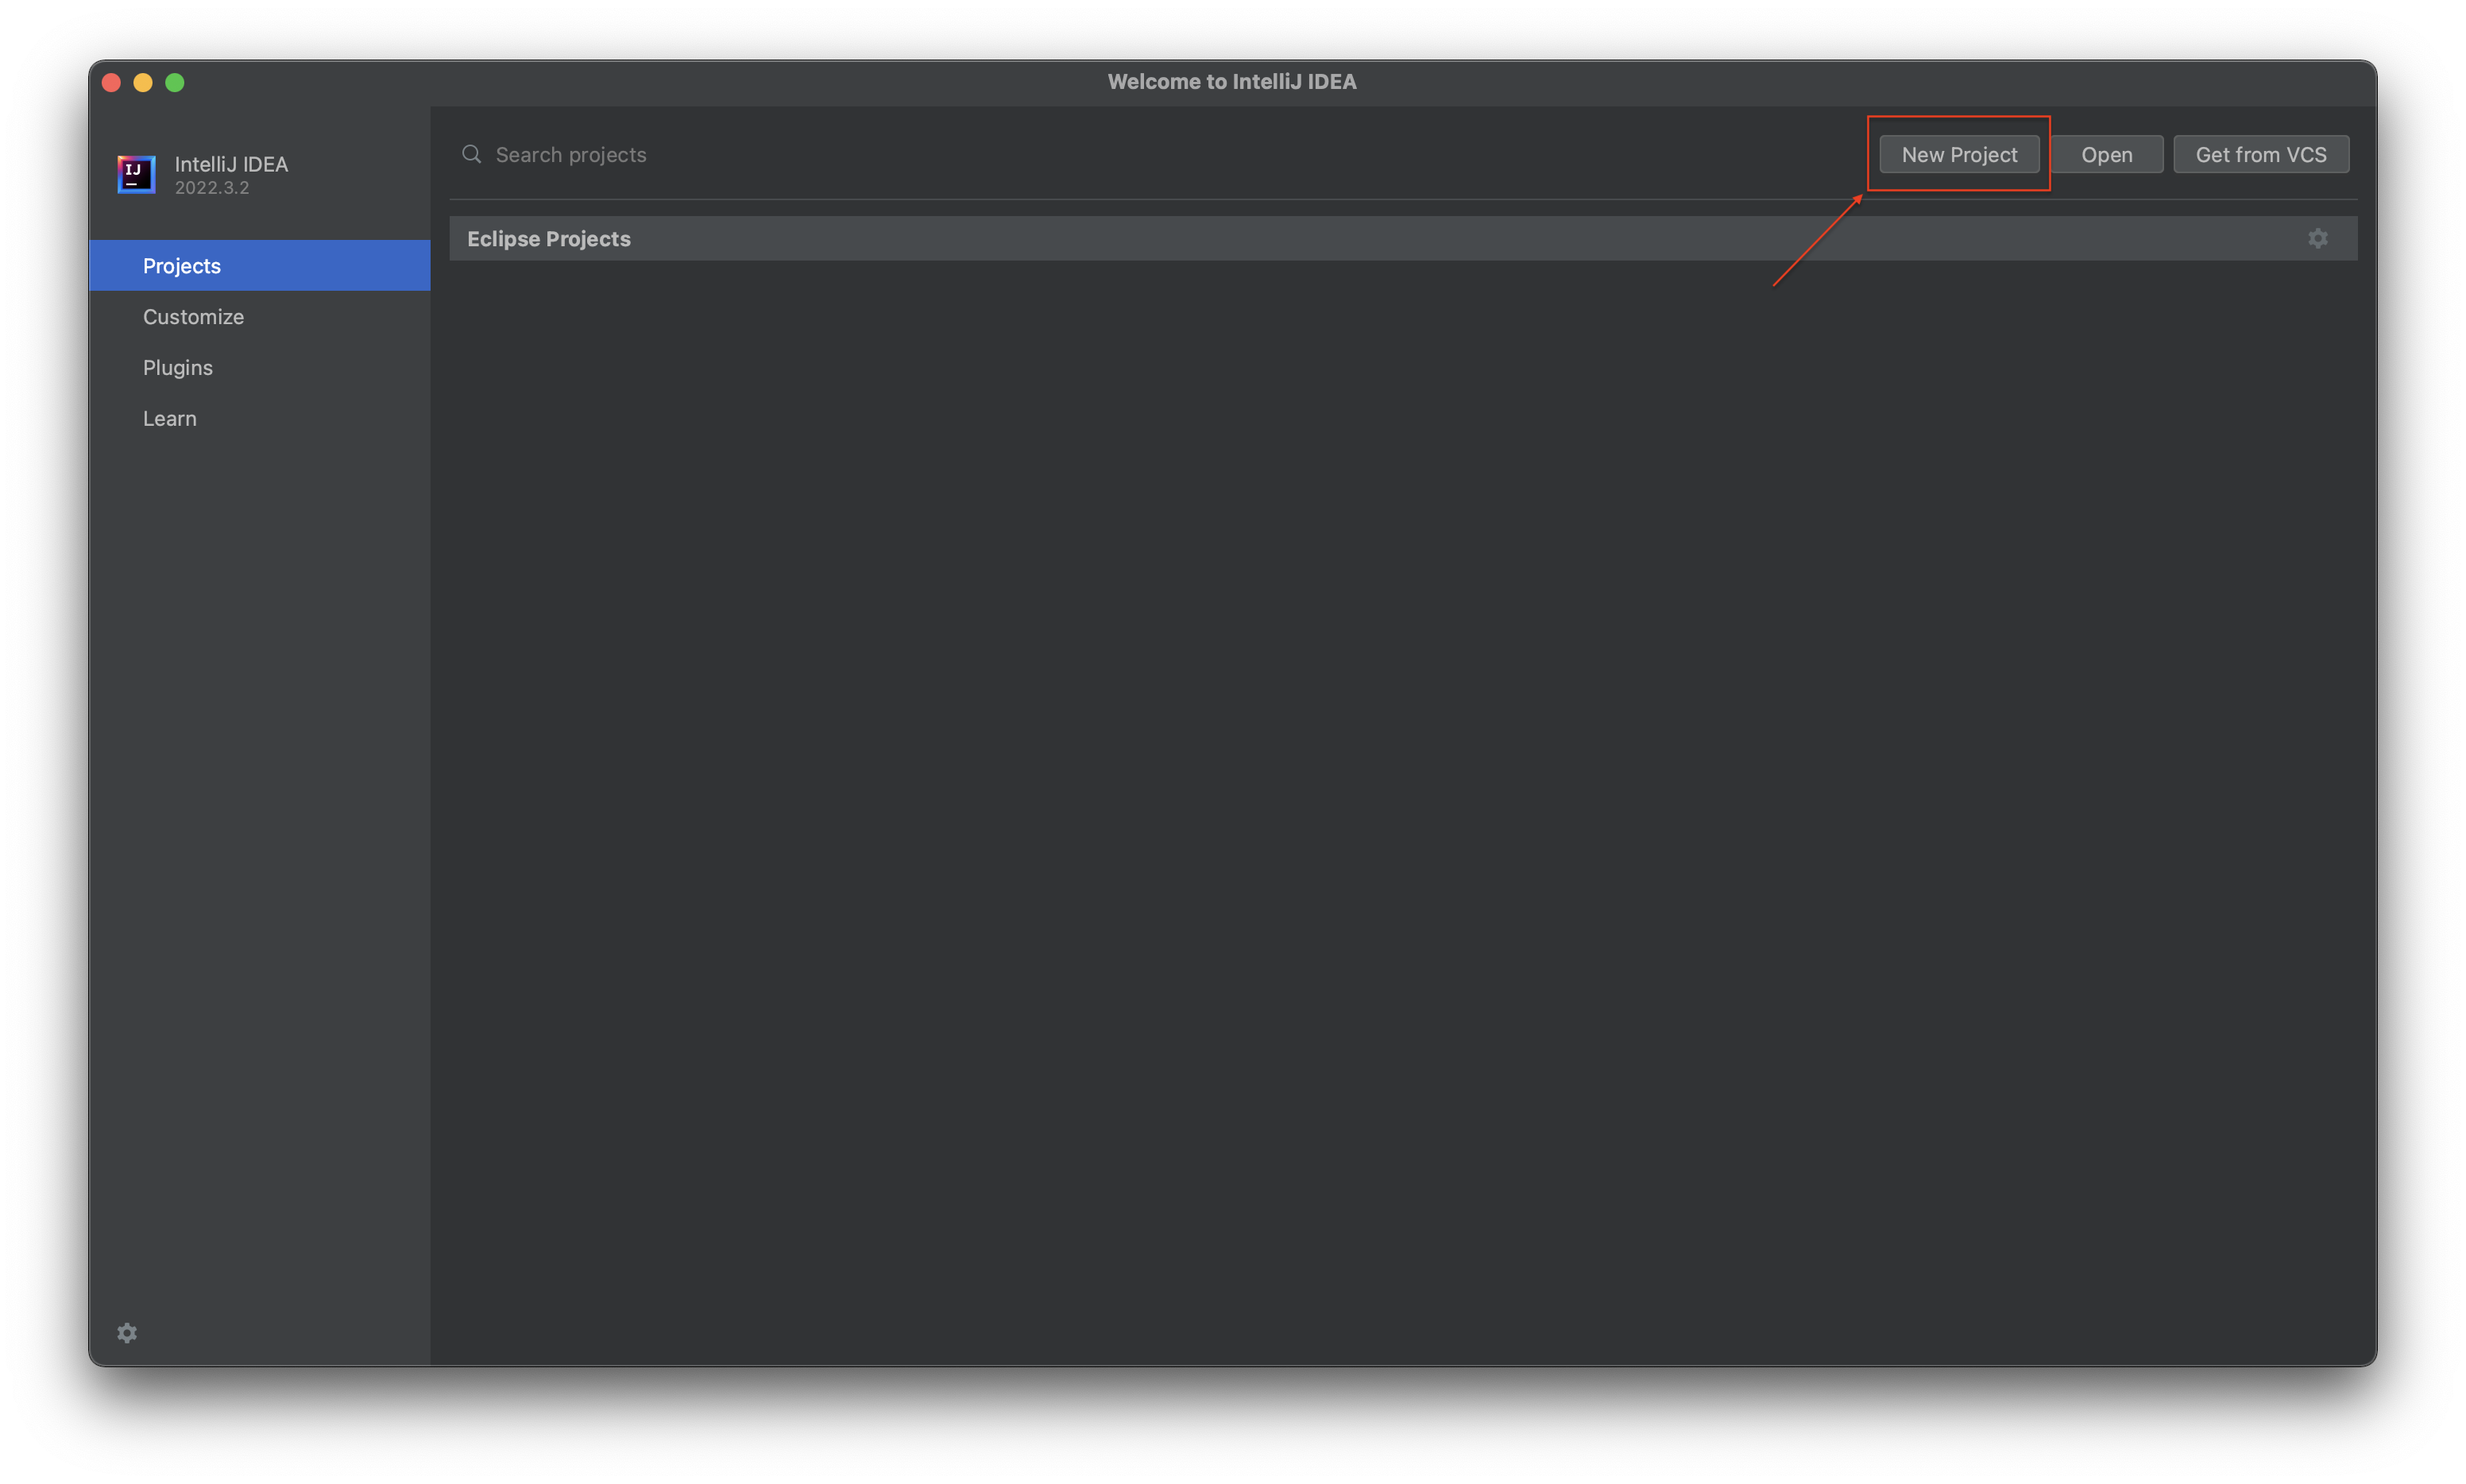 Welcome to IntelliJ IDEA
IJ
IntelliJ IDEA
2022.3.2
Projects
Customize
Plugins
Learn
Search projects
New Project
Open
Get from VCS
Eclipse Projects